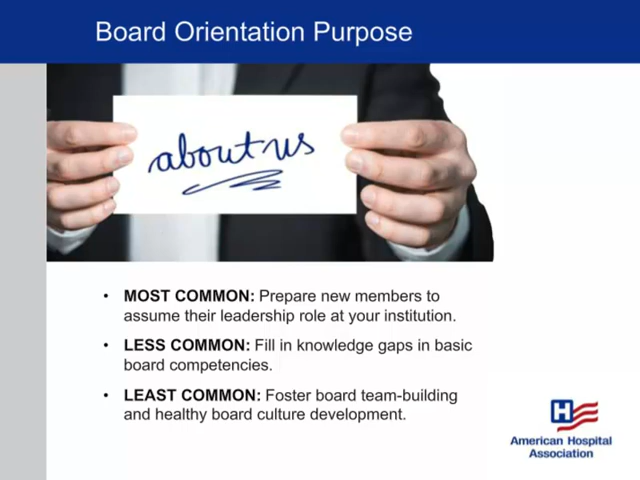 Board Orientation Purpose
about us
• MOST COMMON: Prepare new members to
assume their leadership role at your institution.
• LESS COMMON: Fill in knowledge gaps in basic
board competencies.
• LEAST COMMON: Foster board team-building
and healthy board culture development.
H
American Hospital
Association